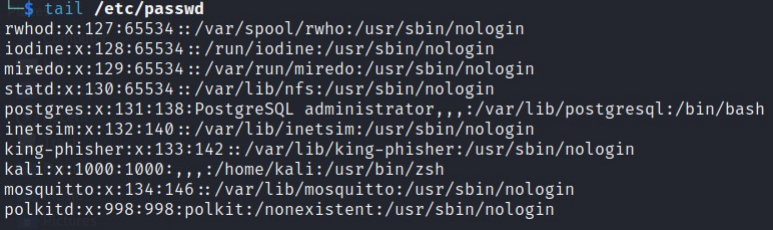 └─$ tail /etc/passwd
rwhod:x:127:65534::/var/spool/rwho:/usr/sbin/nologin
iodine:x:128:65534::/run/iodine:/usr/sbin/nologin
miredo:x:129:65534::/var/run/miredo:/usr/sbin/nologin
statd:x:130:65534::/var/lib/nfs:/usr/sbin/nologin
postgres:x:131:138:PostgreSQL administrator,,,:/var/lib/postgresql:/bin/bash
inetsim:x:132:140::/var/lib/inetsim:/usr/sbin/nologin
king-phisher:x:133:142::/var/lib/king-phisher:/usr/sbin/nologin
kali:x:1000:1000:,,,:/home/kali:/usr/bin/zsh
mosquitto:x:134:146::/var/lib/mosquitto:/usr/sbin/nologin
polkitd:x:998:998:polkit:/nonexistent:/usr/sbin/nologin